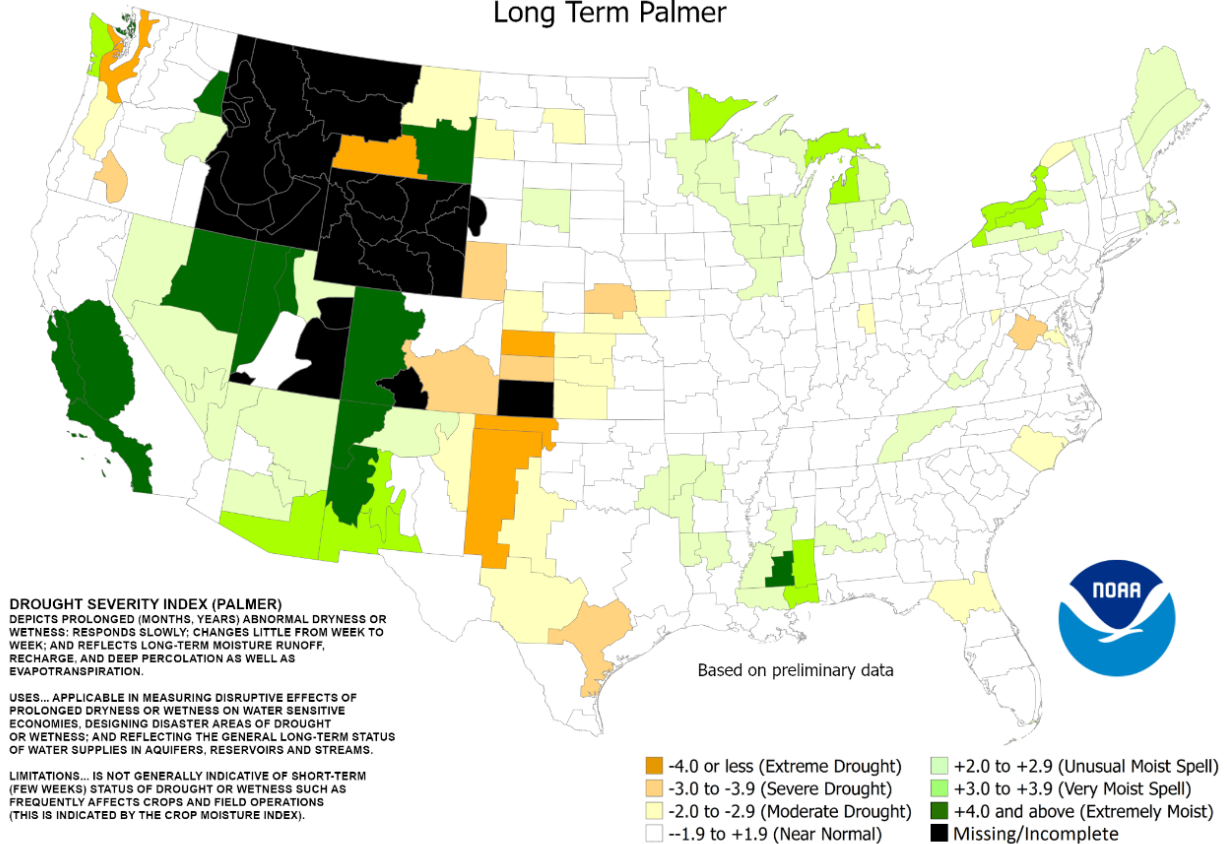 Long Term Palmer
NOAA
DROUGHT SEVERITY INDEX (PALMER)
DEPICTS PROLONGED (MONTHS, YEARS) ABNORMAL DRYNESS OR
WETNESS: RESPONDS SLOWLY; CHANGES LITTLE FROM WEEK TO
WEEK; AND REFLECTS LONG-TERM MOISTURE RUNOFF,
RECHARGE, AND DEEP PERCOLATION AS WELL AS
EVAPOTRANSPIRATION.
USES... APPLICABLE IN MEASURING DISRUPTIVE EFFECTS OF
PROLONGED DRYNESS OR WETNESS ON WATER SENSITIVE
ECONOMIES, DESIGNING DISASTER AREAS OF DROUGHT
OR WETNESS; AND REFLECTING THE GENERAL LONG-TERM STATUS
OF WATER SUPPLIES IN AQUIFERS, RESERVOIRS AND STREAMS.
LIMITATIONS... IS NOT GENERALLY INDICATIVE OF SHORT-TERM
(FEW WEEKS) STATUS OF DROUGHT OR WETNESS SUCH AS
FREQUENTLY AFFECTS CROPS AND FIELD OPERATIONS
(THIS IS INDICATED BY THE CROP MOISTURE INDEX).
Based on preliminary data
-4.0 or less (Extreme Drought)
-3.0 to -3.9 (Severe Drought)
-2.0 to -2.9 (Moderate Drought)
--1.9 to +1.9 (Near Normal)
+2.0 to +2.9 (Unusual Moist Spell)
+3.0 to +3.9 (Very Moist Spell)
+4.0 and above (Extremely Moist)
Missing/Incomplete